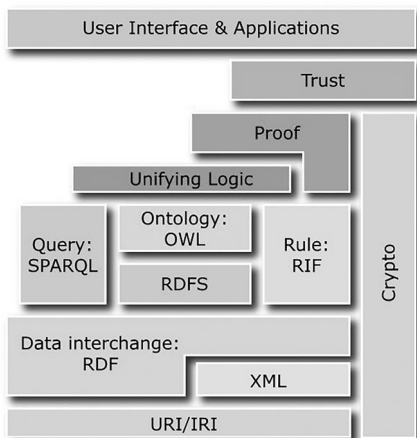 User Interface & Applications
Trust
Proof
Unifying Logic
Query:
SPARQL
Ontology:
OWL
RDFS
Rule:
RIF
Crypto
Data interchange:
RDF
XML
URI/IRI